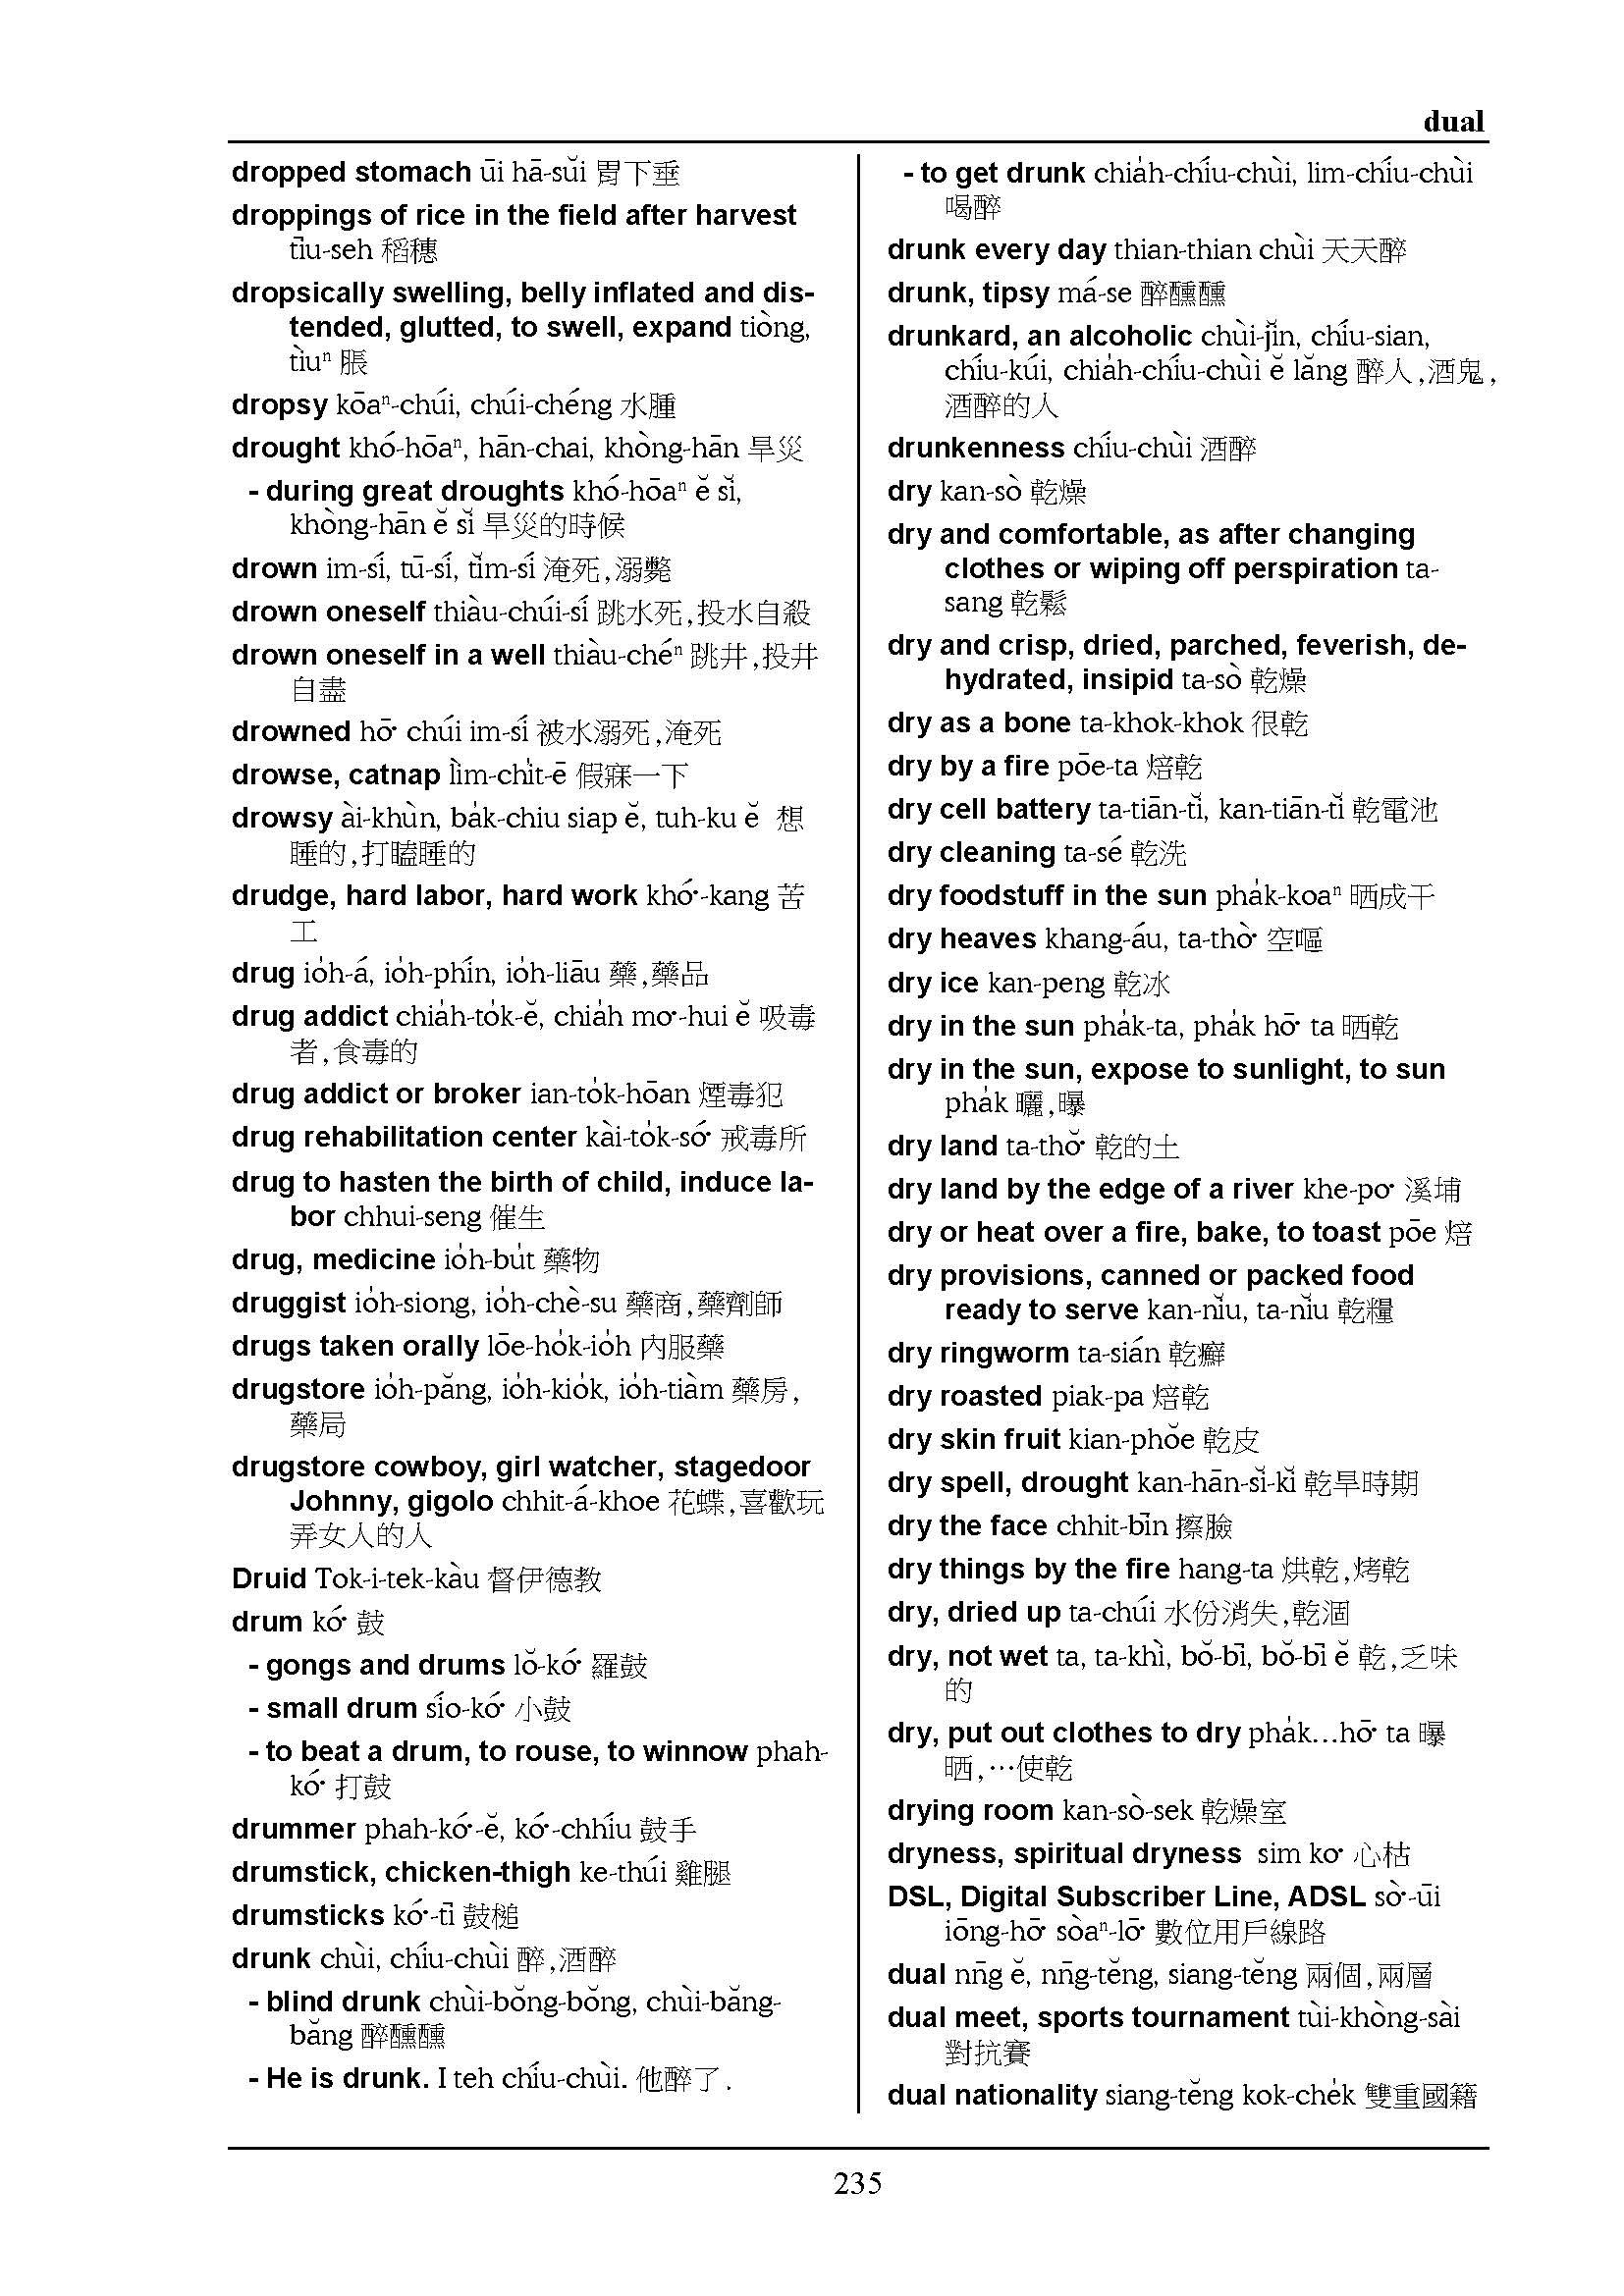 dual
dropped stomach ūi hā-sŭi 胃下垂
droppings of rice in the field after harvest
tīu-seh 稻穗
dropsically swelling, belly inflated and dis-
tended, glutted, to swell, expand tiòng,
tìuⁿ 脹
dropsy kōaⁿ-chúi, chúi-chéng 水腫
drought khó-hōaⁿ, hān-chai, khòng-hān 旱災
- during great droughts khó-hōaⁿ ĕ sĭ,
khòng-hān ĕ sĭ 旱災的時候
drown im-sí, tū-sí, tĭm-sí 淹死,溺斃
drown oneself thiàu-chúi-sí 跳水死,投水自殺
drown oneself in a well thiàu-chéⁿ 跳井,投井
自盡
drowned hō͘ chúi im-sí 被水溺死,淹死
drowse, catnap lìm-chi̍t-ē 假寐一下
drowsy ài-khùn, ba̍k-chiu siap ĕ, tuh-ku ĕ 想
睡的,打瞌睡的
drudge, hard labor, hard work khó͘-kang 苦
工
drug io̍h-á, io̍h-phín, io̍h-liāu 藥,藥品
drug addict chia̍h-to̍k-ĕ, chia̍h mo͘-hui ĕ 吸毒
者,食毒的
drug addict or broker ian-to̍k-hōan 煙毒犯
drug rehabilitation center kài-to̍k-só͘ 戒毒所
drug to hasten the birth of child, induce la-
bor chhui-seng 催生
drug, medicine io̍h-bu̍t 藥物
druggist io̍h-siong, io̍h-chè-su 藥商,藥劑師
drugs taken orally lōe-ho̍k-io̍h 內服藥
drugstore io̍h-păng, io̍h-kio̍k, io̍h-tiàm 藥房,
藥局
drugstore cowboy, girl watcher, stagedoor
Johnny, gigolo chhit-á-khoe 花蝶,喜歡玩
弄女人的人
Druid Tok-i-tek-kàu 督伊德教
drum kó͘ 鼓
- gongs and drums lŏ-kó͘ 羅鼓
- small drum sío-kó͘ 小鼓
- to beat a drum, to rouse, to winnow phah-
kó͘ 打鼓
drummer phah-kó͘-ĕ, kó͘-chhíu 鼓手
drumstick, chicken-thigh ke-thúi 雞腿
drumsticks kó͘-tī 鼓槌
drunk chùi, chíu-chùi 醉,酒醉
- blind drunk chùi-bŏng-bŏng, chùi-băng-
băng 醉醺醺
- He is drunk. I teh chíu-chùi. 他醉了.
- to get drunk chia̍h-chíu-chùi, lim-chíu-chùi
喝醉
drunk every day thian-thian chùi 天天醉
drunk, tipsy má-se 醉醺醺
drunkard, an alcoholic chùi-jĭn, chíu-sian,
chíu-kúi, chia̍h-chíu-chùi ĕ lăng 醉人,酒鬼,
酒醉的人
drunkenness chíu-chùi 酒醉
dry kan-sò 乾燥
dry and comfortable, as after changing
clothes or wiping off perspiration ta-
sang 乾鬆
dry and crisp, dried, parched, feverish, de-
hydrated, insipid ta-sò 乾燥
dry as a bone ta-khok-khok 很乾
dry by a fire pōe-ta 焙乾
dry cell battery ta-tiān-tĭ, kan-tiān-tĭ 乾電池
dry cleaning ta-sé 乾洗
dry foodstuff in the sun pha̍k-koaⁿ 晒成干
dry heaves khang-áu, ta-thò͘ 空嘔
dry ice kan-peng 乾冰
dry in the sun pha̍k-ta, pha̍k hō͘ ta 晒乾
dry in the sun, expose to sunlight, to sun
pha̍k 曬,曝
dry land ta-thŏ͘ 乾的土
dry land by the edge of a river khe-po͘ 溪埔
dry or heat over a fire, bake, to toast pōe 焙
dry provisions, canned or packed food
ready to serve kan-nĭu, ta-nĭu 乾糧
dry ringworm ta-sián 乾癬
dry roasted piak-pa 焙乾
dry skin fruit kian-phŏe 乾皮
dry spell, drought kan-hān-sĭ-kĭ 乾旱時期
dry the face chhit-bīn 擦臉
dry things by the fire hang-ta 烘乾,烤乾
dry, dried up ta-chúi 水份消失,乾涸
dry, not wet ta, ta-khì, bŏ-bī, bŏ-bī ĕ 乾,乏味
的
dry, put out clothes to dry pha̍k...hō͘ ta 曝
晒,…使乾
drying room kan-sò-sek 乾燥室
dryness, spiritual dryness sim ko͘ 心枯
DSL, Digital Subscriber Line, ADSL sò͘-ūi
iōng-hō͘ sòaⁿ-lō͘ 數位用戶線路
dual nn̄g ĕ, nn̄g-tĕng, siang-tĕng 兩個,兩層
dual meet, sports tournament tùi-khòng-sài
對抗賽
dual nationality siang-tĕng kok-che̍k 雙重國籍
235